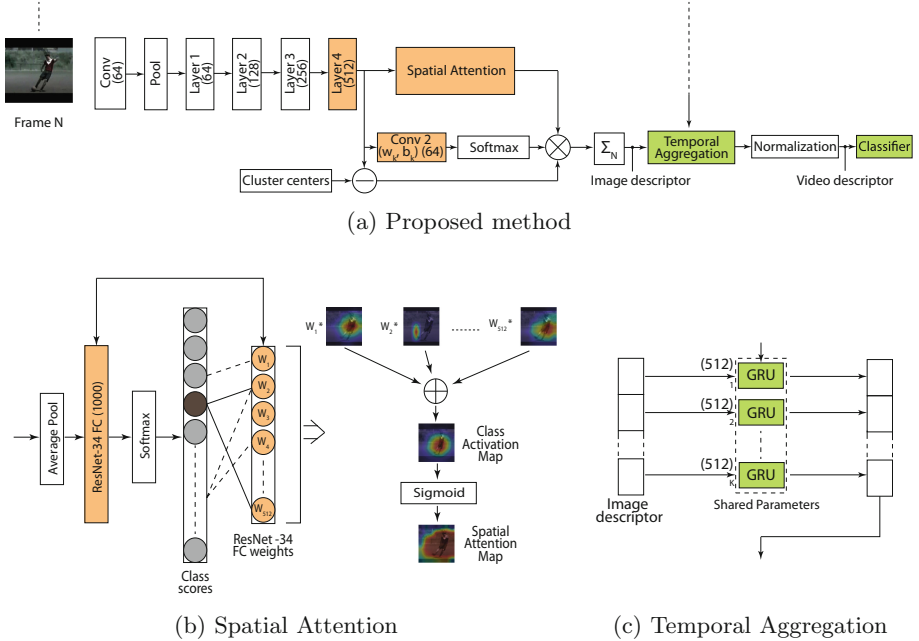 Frame N
Conv
(64)
Pool
Layer 1
(64)
Layer 2
(128)
Layer 3
(256)
Layer 4
(512)
Spatial Attention
Conv 2
(w_k, b_k) (64)
Softmax
Cluster centers
Σ_N
Image descriptor
Temporal
Aggregation
Normalization
Video descriptor
Classifier
(a) Proposed method
Average Pool
ResNet-34 FC (1000)
Softmax
Class
scores
W_1
W_2
W_3
W_4
W_512
ResNet -34
FC weights
W_1 *
W_2 *
W_512 *
Class
Activation
Map
Sigmoid
Spatial
Attention
Map
(b) Spatial Attention
Image
descriptor
(512)_1
GRU
(512)_2
GRU
(512)_K
GRU
Shared Parameters
(c) Temporal Aggregation